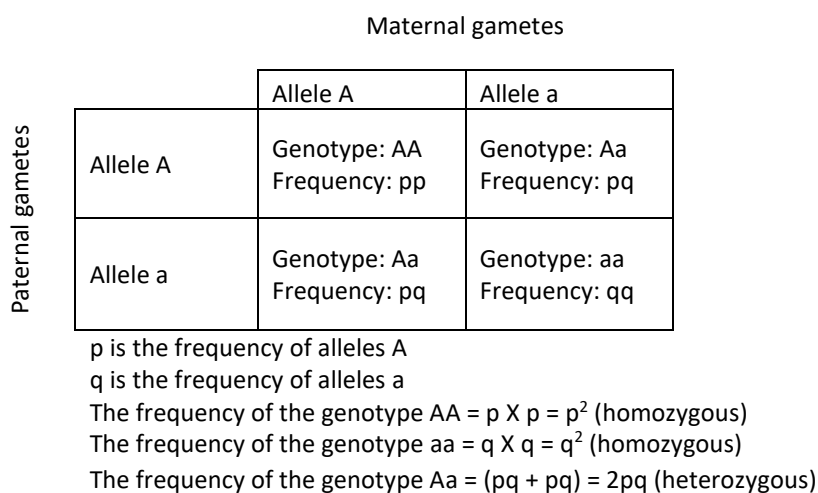 Maternal gametes
Paternal gametes
Allele A
Allele a
Allele A
Genotype: AA
Frequency: pp
Genotype: Aa
Frequency: pq
Allele a
Genotype: Aa
Frequency: pq
Genotype: aa
Frequency: qq
p is the frequency of alleles A
q is the frequency of alleles a
The frequency of the genotype AA = p X p = p² (homozygous)
The frequency of the genotype aa = q X q = q² (homozygous)
The frequency of the genotype Aa = (pq + pq) = 2pq (heterozygous)